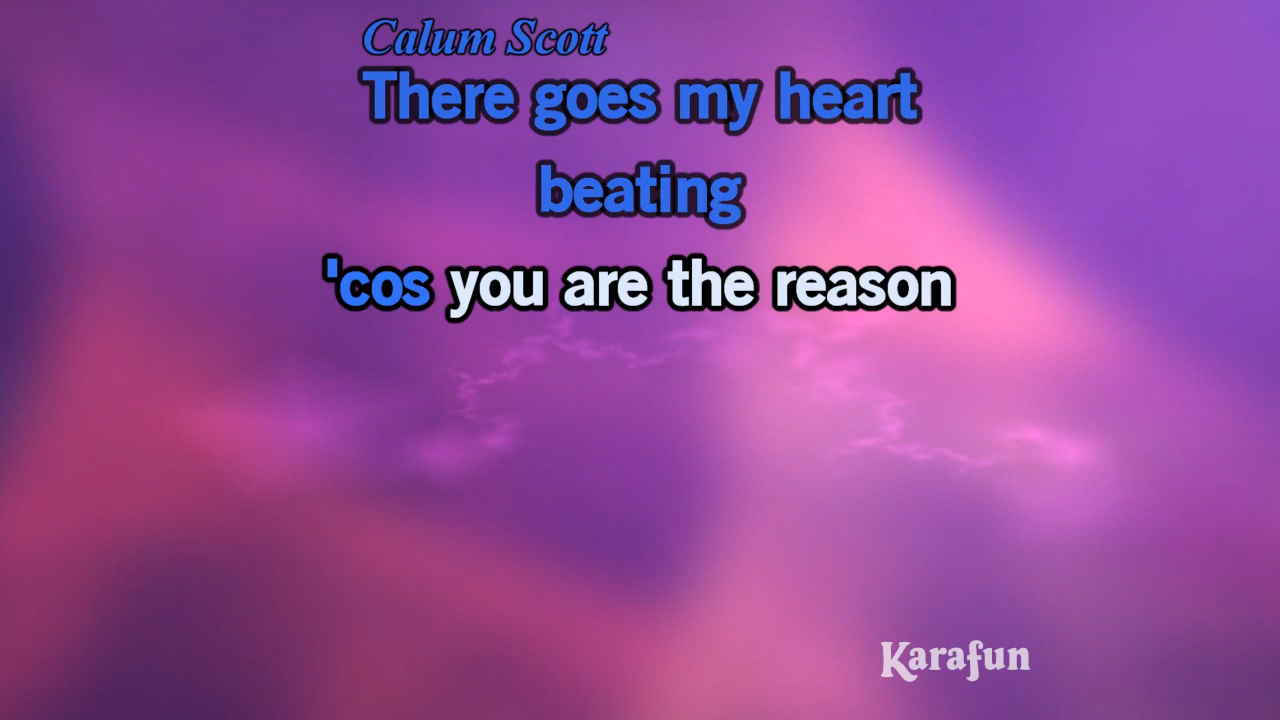 Calum Scott
There goes my heart
beating
'cos you are the reason
Karafun